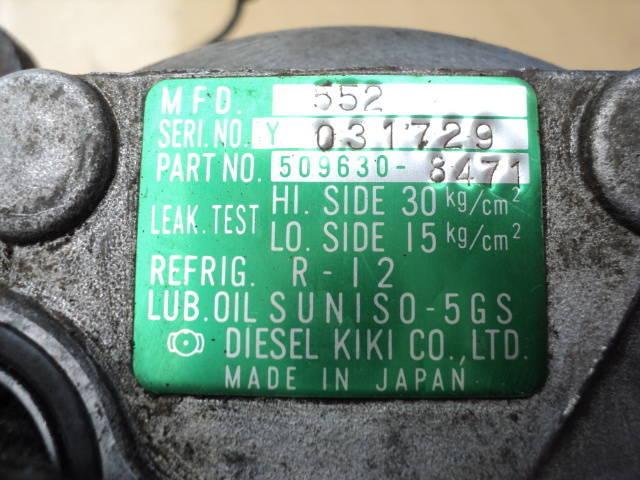 MFD. 552
SERI.NO. Y 031729
PART NO. 509630-8471
LEAK.TEST HI. SIDE 30 kg/cm²
LO. SIDE 15 kg/cm²
REFRIG. R-12
LUB.OIL SUNISO-5GS
DIESEL KIKI CO.,LTD.
MADE IN JAPAN